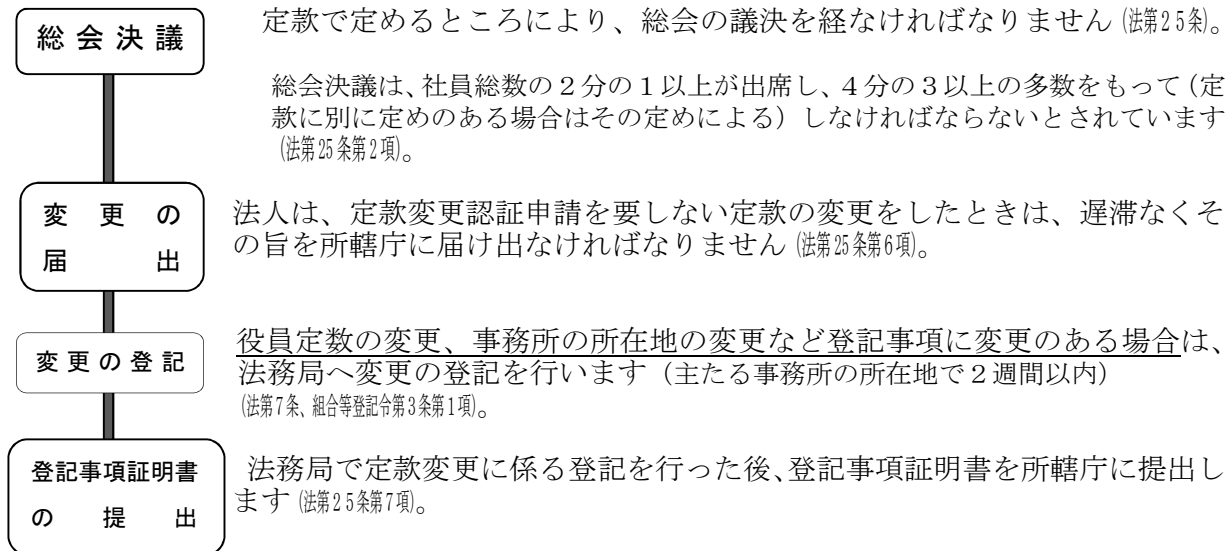 総会決議
定款で定めるところにより、総会の議決を経なければなりません(法第25条)。
総会決議は、社員総数の2分の1以上が出席し、4分の3以上の多数をもって(定
款に別に定めのある場合はその定めによる)しなければならないとされています
(法第25条第2項)。
変更の
届出
法人は、定款変更認証申請を要しない定款の変更をしたときは、遅滞なくそ
の旨を所轄庁に届け出なければなりません(法第25条第6項)。
変更の登記
役員定数の変更、事務所の所在地の変更など登記事項に変更のある場合は、
法務局へ変更の登記を行います(主たる事務所の所在地で2週間以内)
(法第7条、組合等登記令第3条第1項)。
登記事項証明書
の提出
法務局で定款変更に係る登記を行った後、登記事項証明書を所轄庁に提出し
ます(法第25条第7項)。